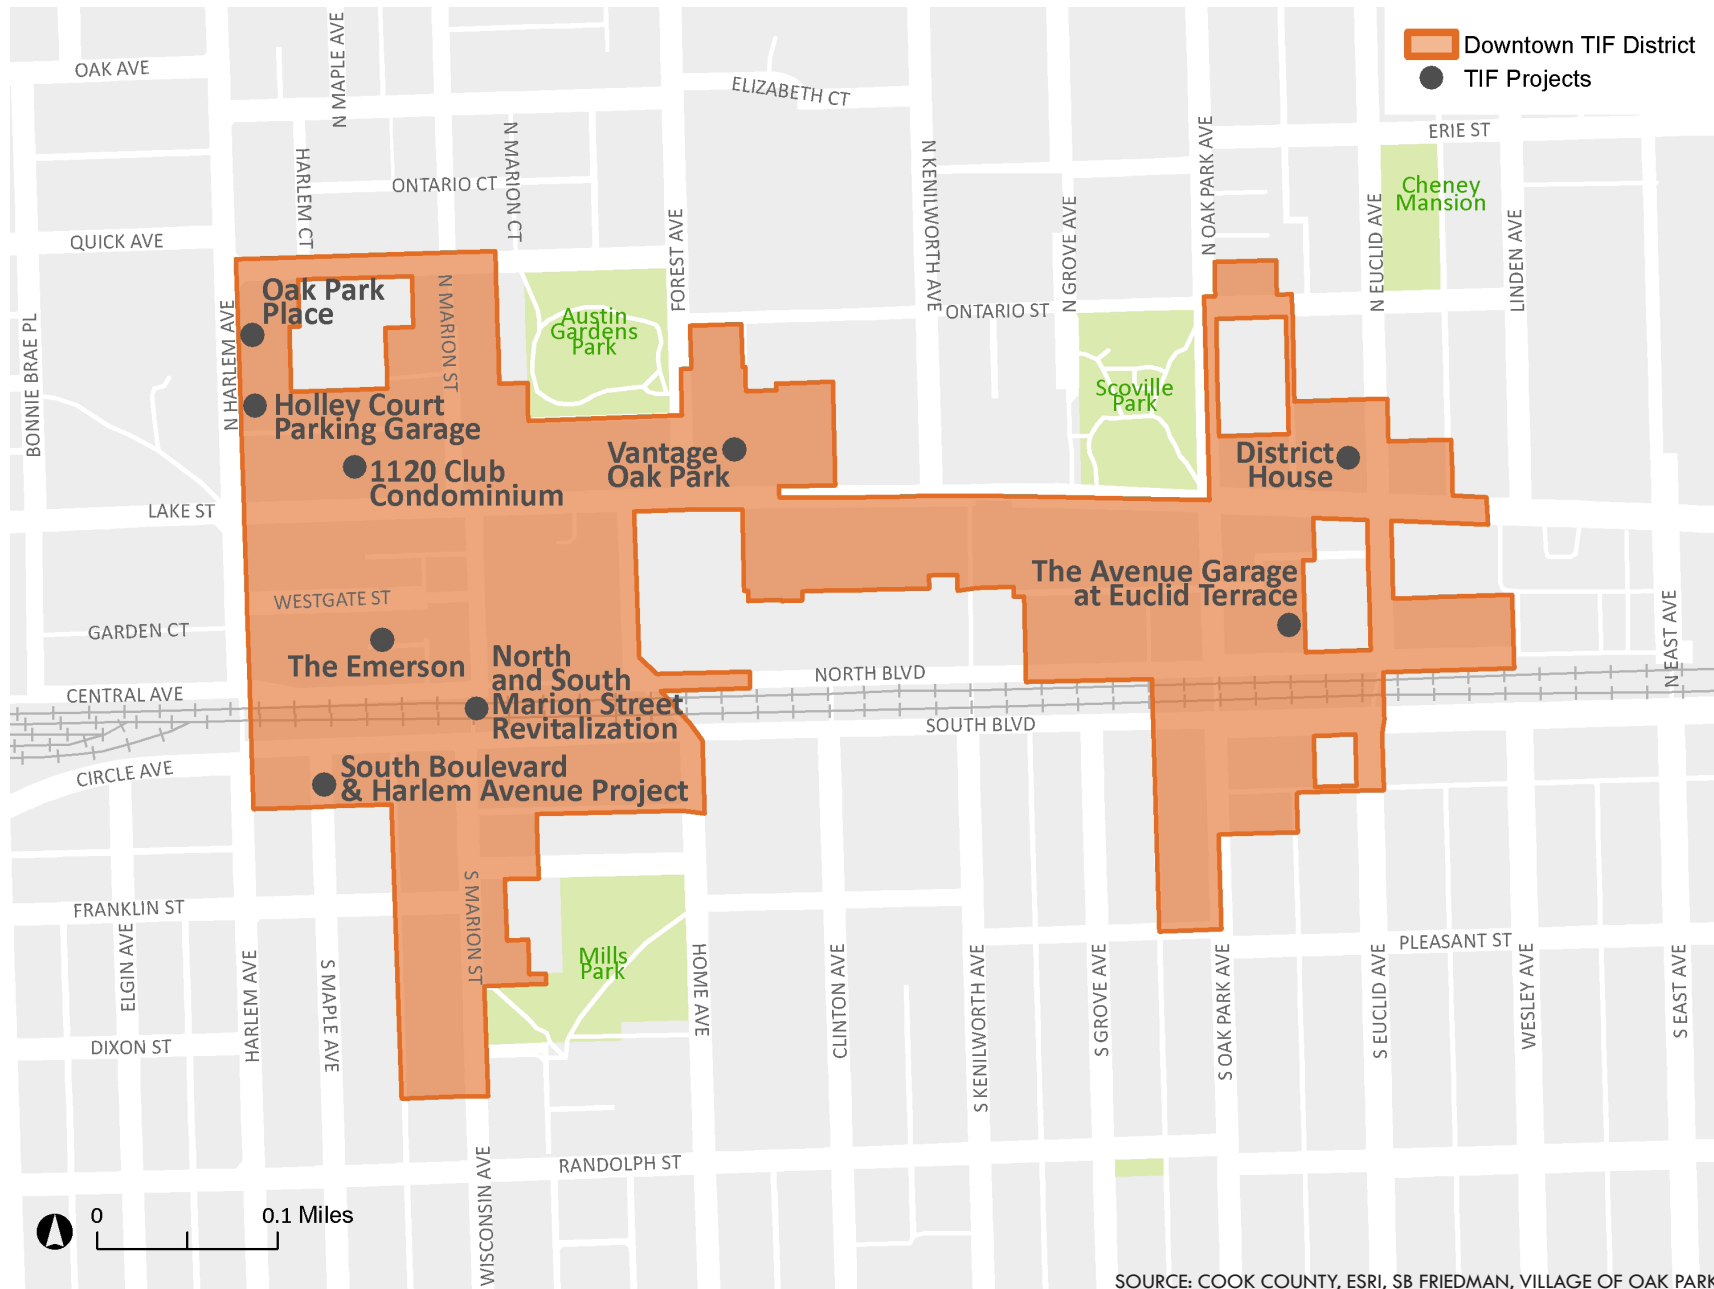 Downtown TIF District
TIF Projects
OAK AVE
N MAPLE AVE
ELIZABETH CT
ERIE ST
N MARION CT
HARLEM CT
ONTARIO CT
N KENILWORTH AVE
N OAK PARK AVE
Cheney
Mansion
QUICK AVE
FOREST AVE
N GROVE AVE
N EUCLID AVE
LINDEN AVE
Oak Park
Place
N MARION ST
Austin
Gardens
Park
ONTARIO ST
BONNIE BRAE PL
N HARLEM AVE
Scoville
Park
Holley Court
Parking Garage
1120 Club
Condominium
Vantage
Oak Park
District
House
LAKE ST
The Avenue Garage
at Euclid Terrace
WESTGATE ST
GARDEN CT
The Emerson
North
and South
Marion Street
Revitalization
NORTH BLVD
N EAST AVE
CENTRAL AVE
SOUTH BLVD
CIRCLE AVE
South Boulevard
& Harlem Avenue Project
S MARION ST
FRANKLIN ST
ELGIN AVE
HARLEM AVE
S MAPLE AVE
Mills
Park
HOME AVE
CLINTON AVE
S KENILWORTH AVE
S GROVE AVE
S OAK PARK AVE
PLEASANT ST
S EUCLID AVE
WESLEY AVE
S EAST AVE
DIXON ST
RANDOLPH ST
WISCONSIN AVE
0
0.1 Miles
SOURCE: COOK COUNTY, ESRI, SB FRIEDMAN, VILLAGE OF OAK PARK